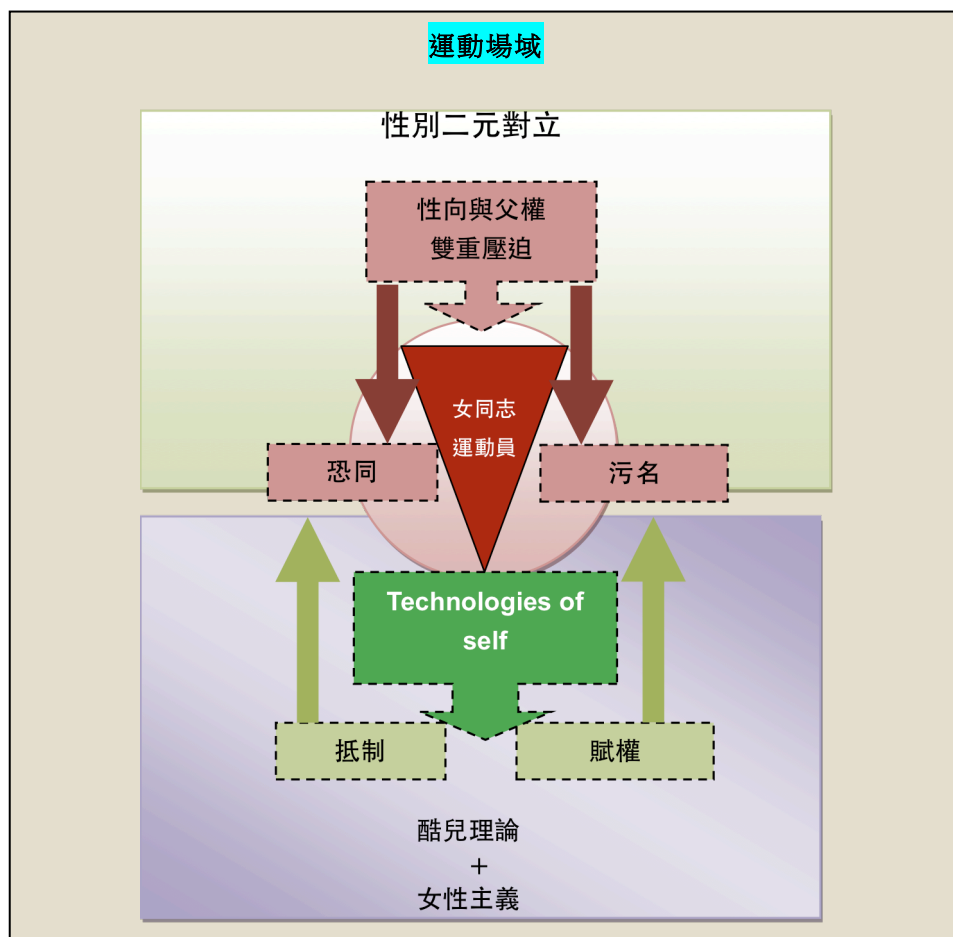 運動場域
性別二元對立
性向與父權
雙重壓迫
女同志
運動員
恐同
污名
Technologies of
self
抵制
賦權
酷兒理論
+
女性主義